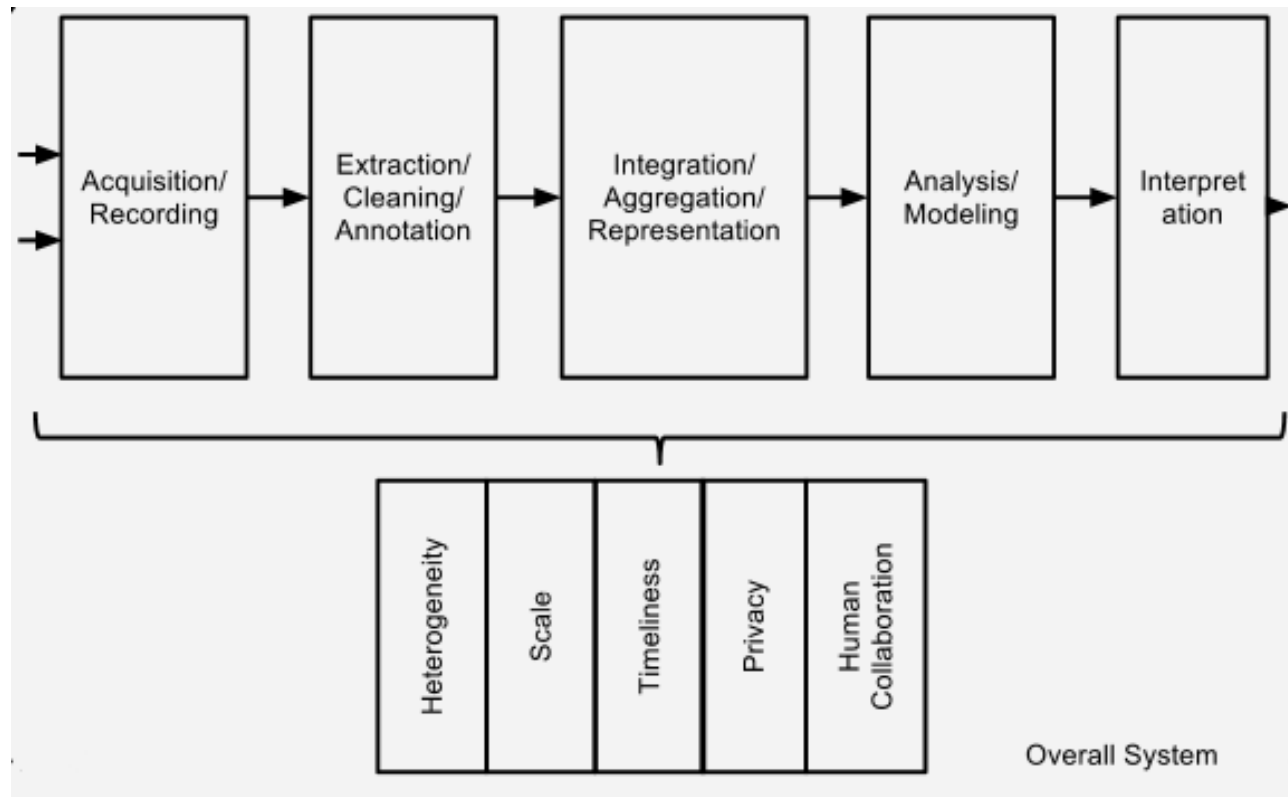 Acquisition/
Recording
Extraction/
Cleaning/
Annotation
Integration/
Aggregation/
Representation
Analysis/
Modeling
Interpret
ation
Heterogeneity
Scale
Timeliness
Privacy
Human
Collaboration
Overall System